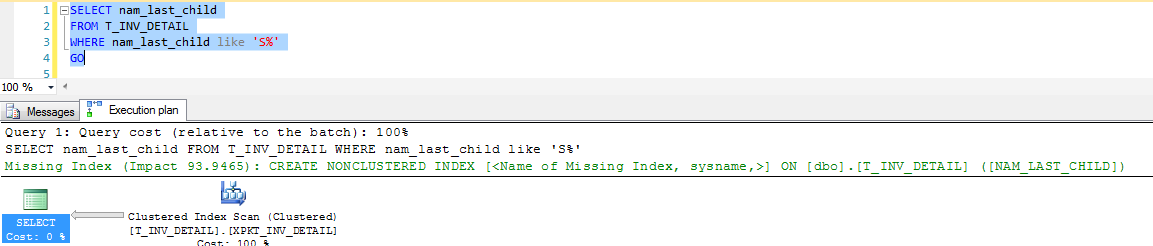 1 SELECT nam_last_child
2 FROM T_INV_DETAIL
3 WHERE nam_last_child like 'S%'
4 GO
5
100 %
Messages Execution plan
Query 1: Query cost (relative to the batch): 100%
SELECT nam_last_child FROM T_INV_DETAIL WHERE nam_last_child like 'S%'
Missing Index (Impact 93.9465): CREATE NONCLUSTERED INDEX [<Name of Missing Index, sysname,>] ON [dbo].[T_INV_DETAIL] ([NAM_LAST_CHILD])
SELECT
Cost: 0 %
Clustered Index Scan (Clustered)
[T_INV_DETAIL].[XPKT_INV_DETAIL]
Cost: 100 %